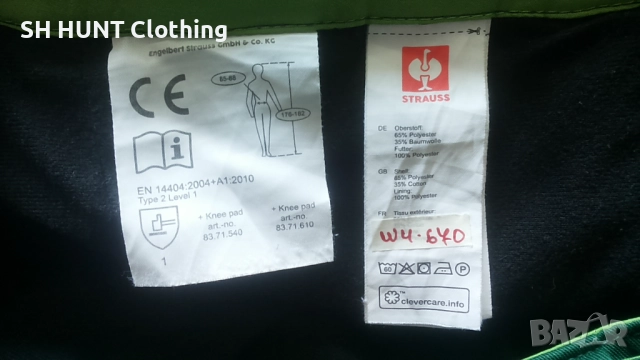 SH HUNT Clothing
Engelbert Strauss GmbH & Co. KG
CE
176-182
i
EN 14404:2004+A1:2010
Type 2 Level 1
+ Knee pad
art.-no.
83.71.540
+ Knee pad
art.-no.
83.71.610
1
STRAUSS
DE
Oberstoff:
65% Polyester
35% Baumwolle
Futter:
100% Polyester
GB
Shell:
65% Polyester
35% Cotton
Lining:
100% Polyester
FR
Tissu extérieur:
W4-670
60
P
clevercare.info
BAZAR